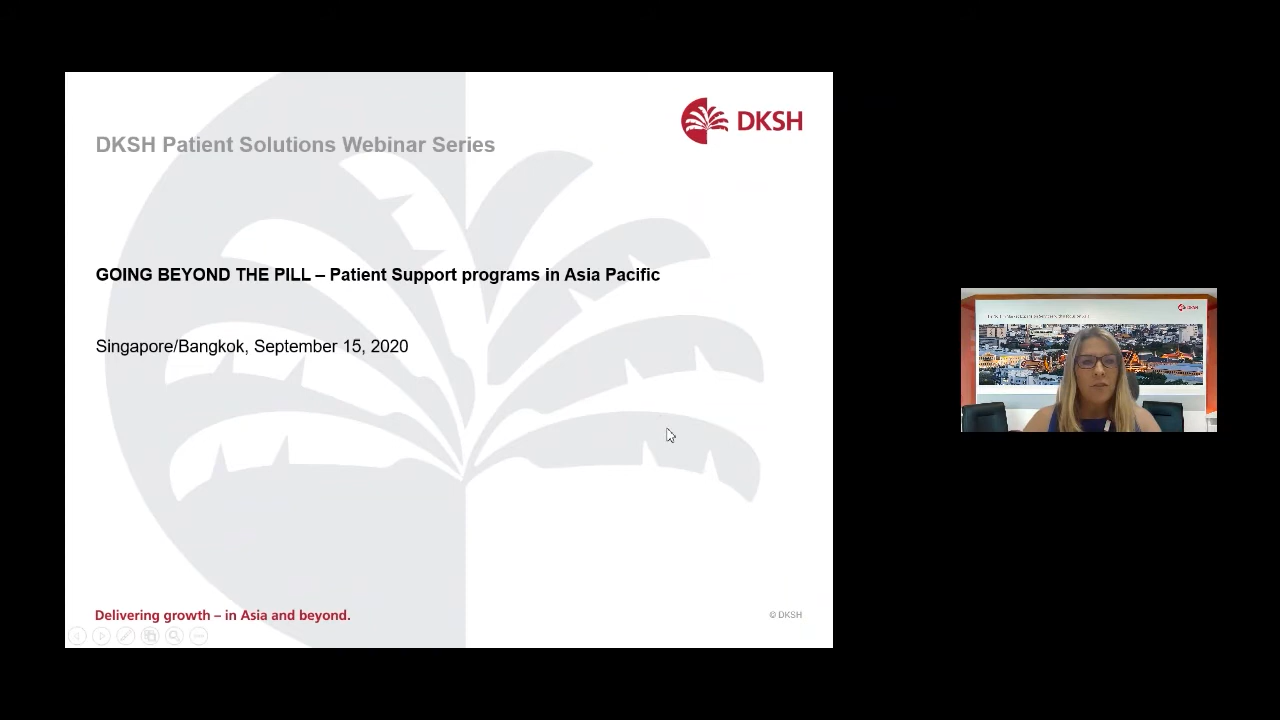 DKSH Patient Solutions Webinar Series
DKSH
GOING BEYOND THE PILL – Patient Support programs in Asia Pacific
Singapore/Bangkok, September 15, 2020
Delivering growth – in Asia and beyond.
© DKSH
DKSH